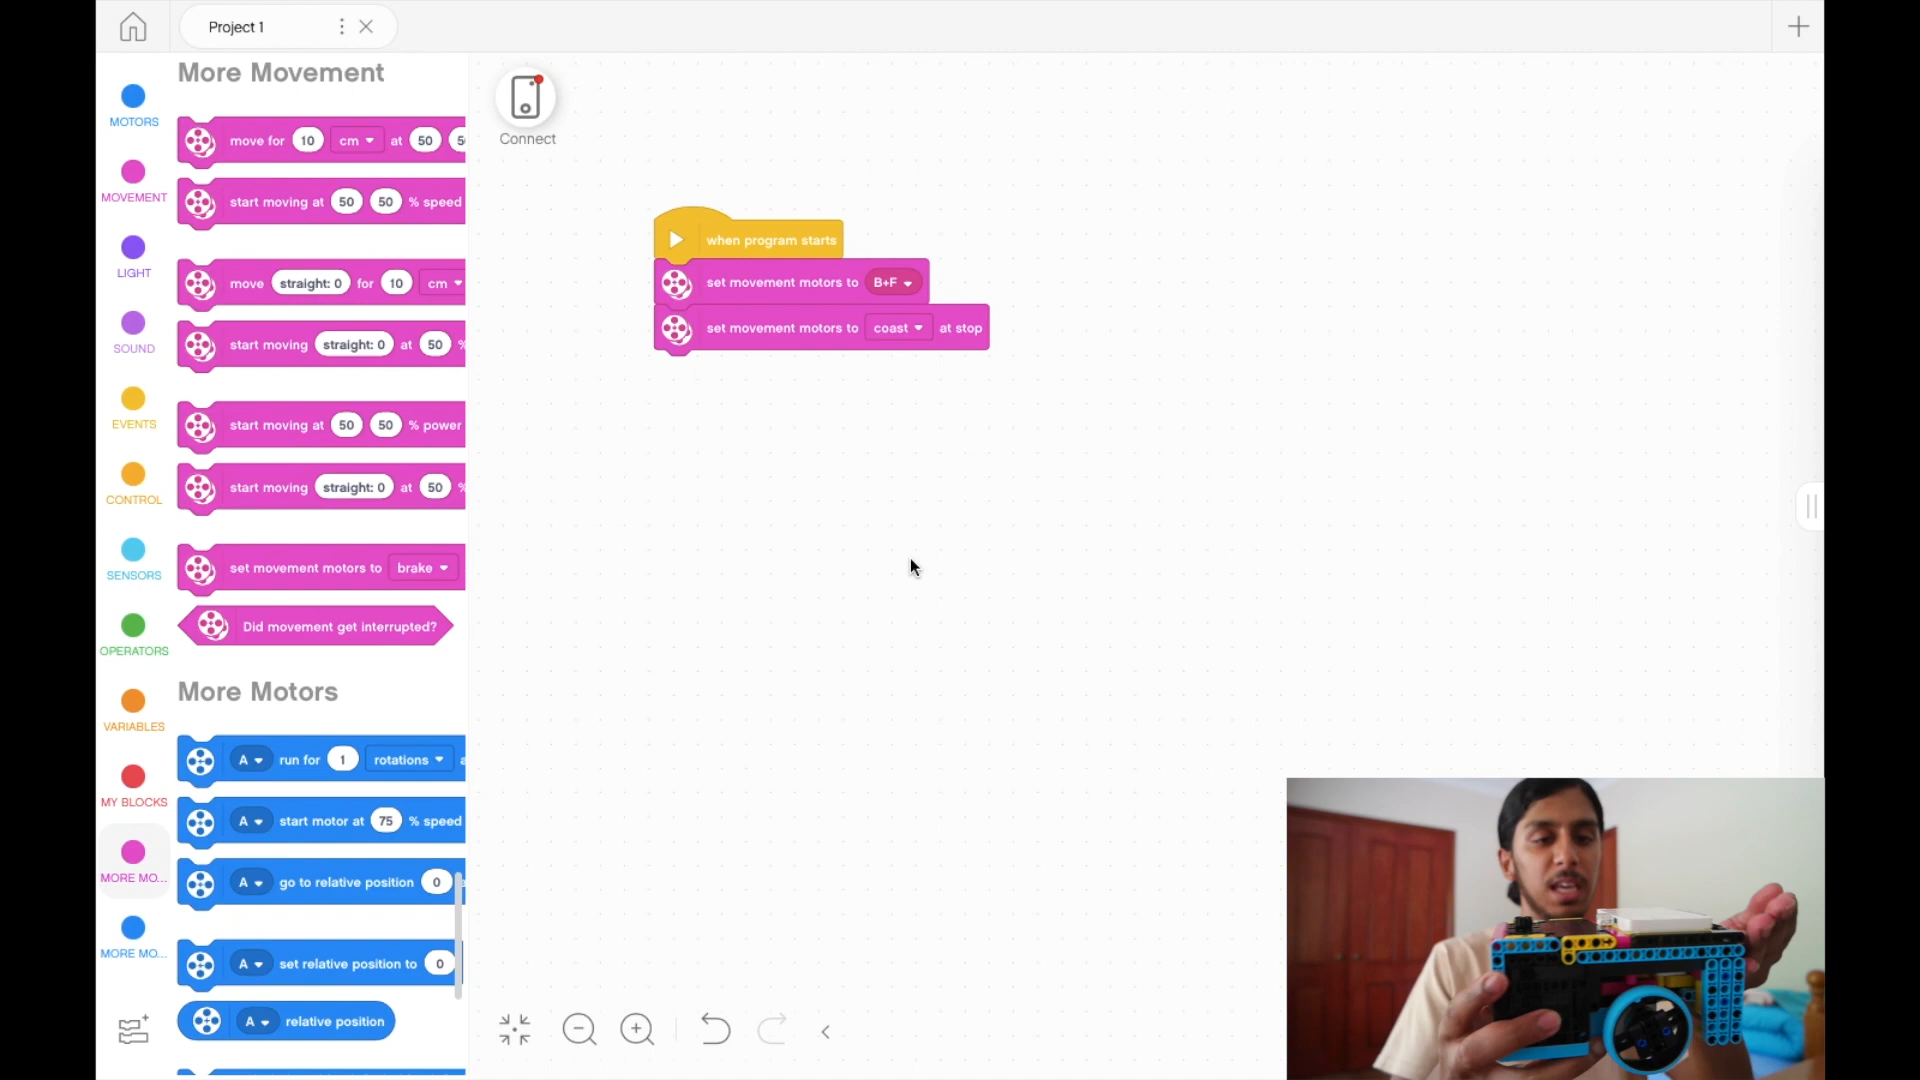 Project 1
MOTORS
MOVEMENT
LIGHT
SOUND
EVENTS
CONTROL
SENSORS
OPERATORS
VARIABLES
MY BLOCKS
MORE MO...
MORE MO...
More Movement
move for 10 cm at 50
start moving at 50 50 % speed
move straight: 0 for 10 cm
start moving straight: 0 at 50 %
start moving at 50 50 % power
start moving straight: 0 at 50 %
set movement motors to brake
Did movement get interrupted?
More Motors
A run for 1 rotations
A start motor at 75 % speed
A go to relative position 0
A set relative position to 0
A relative position
Connect
when program starts
set movement motors to B+F
set movement motors to coast at stop